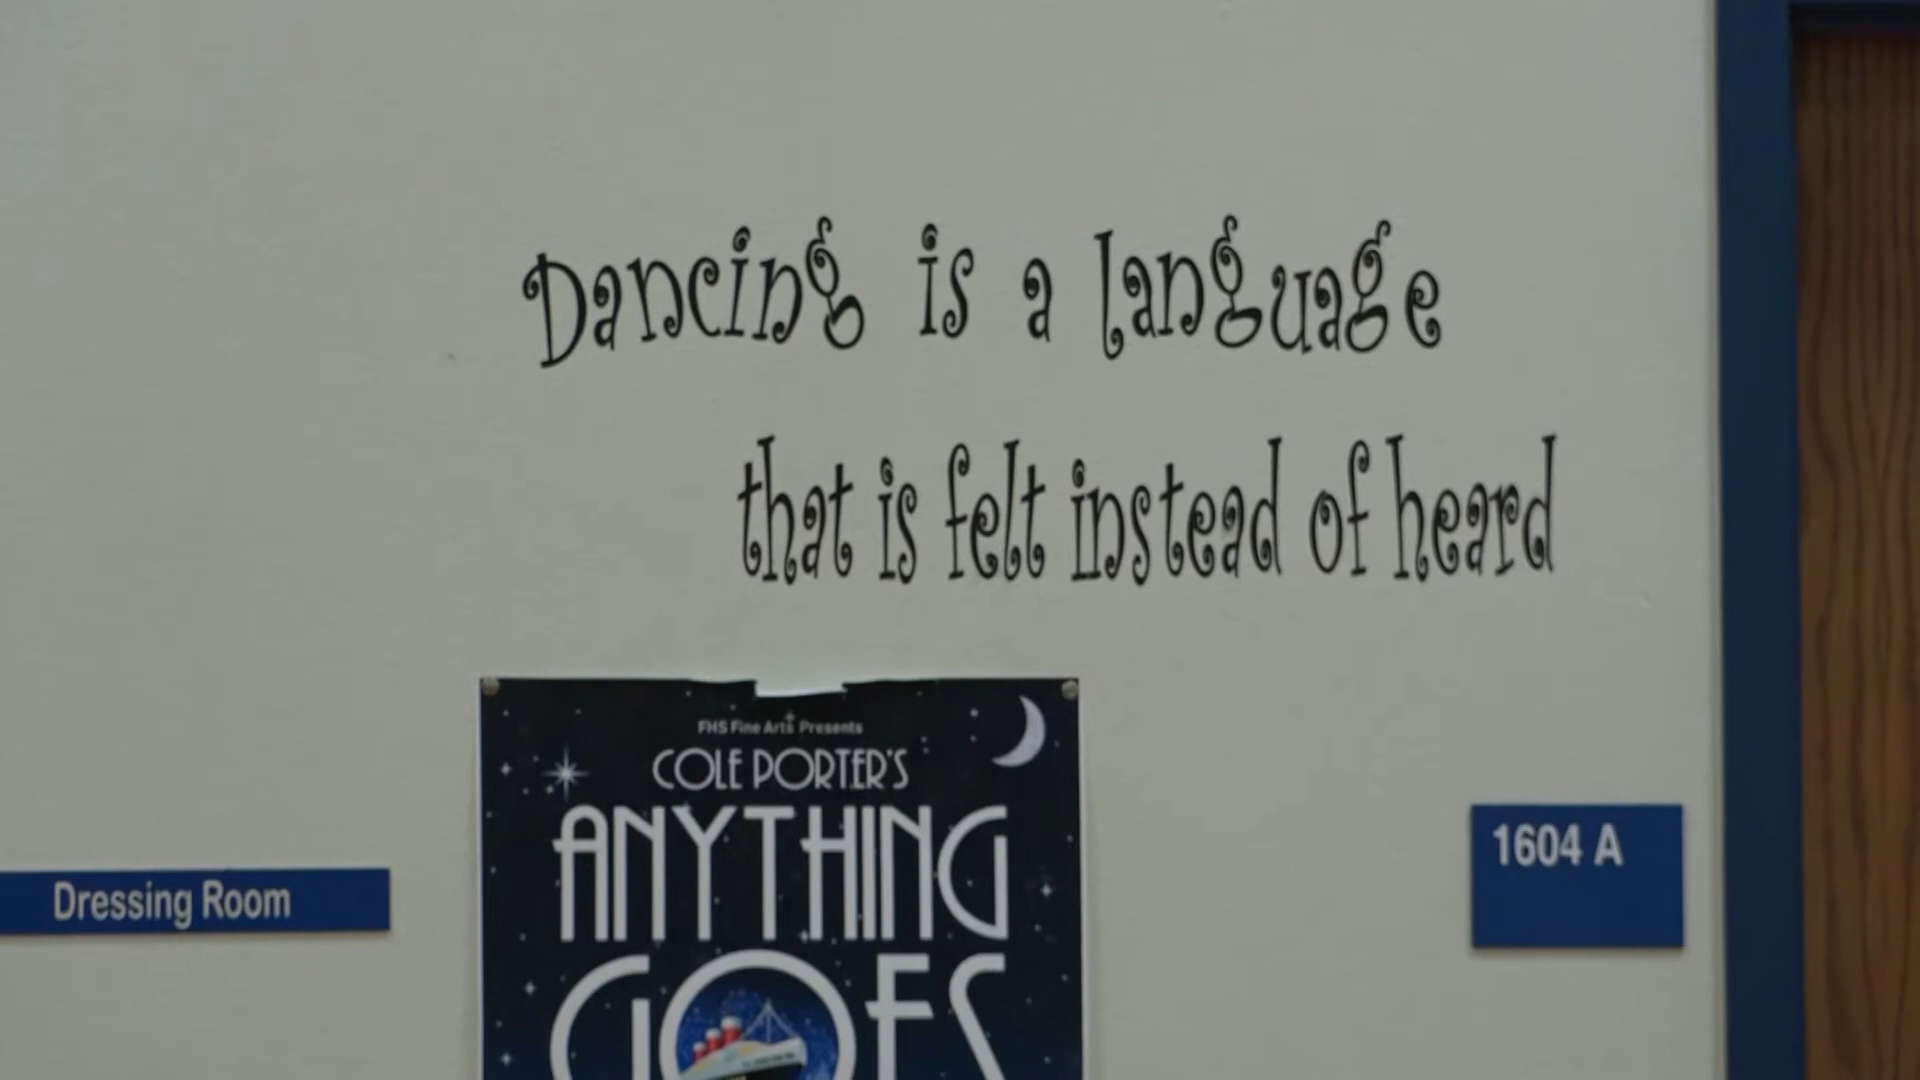 Dancing is a language
that is felt instead of heard
FHS Fine Arts Presents
COLE PORTER'S
ANYTHING
GOES
Dressing Room
1604 A